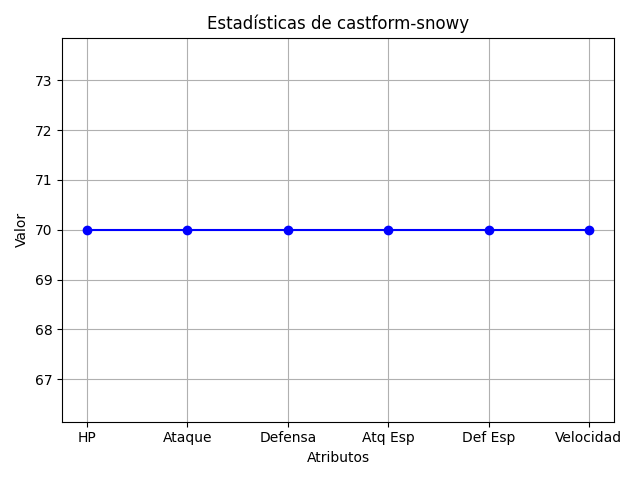 Estadísticas de castform-snowy
Valor
73
72
71
70
69
68
67
HP Ataque Defensa Atq Esp Def Esp Velocidad
Atributos